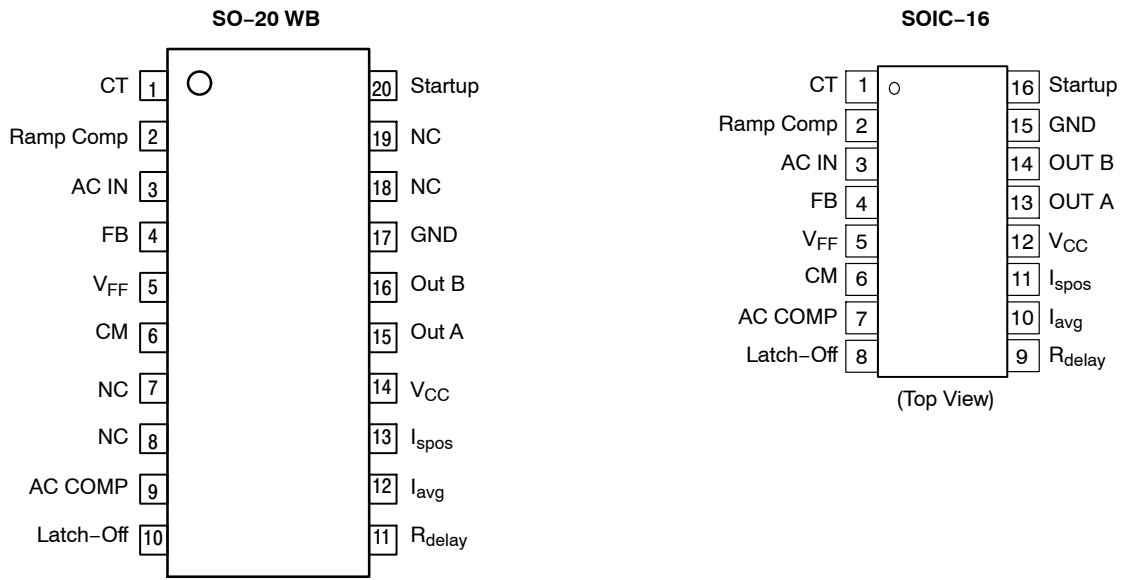 SO−20 WB
CT 1
20 Startup
Ramp Comp 2
19 NC
AC IN 3
18 NC
FB 4
17 GND
VFF 5
16 Out B
CM 6
15 Out A
NC 7
14 VCC
NC 8
13 Ispos
AC COMP 9
12 Iavg
Latch−Off 10
11 Rdelay
SOIC−16
CT 1
16 Startup
Ramp Comp 2
15 GND
AC IN 3
14 OUT B
FB 4
13 OUT A
VFF 5
12 VCC
CM 6
11 Ispos
AC COMP 7
10 Iavg
Latch−Off 8
9 Rdelay
(Top View)